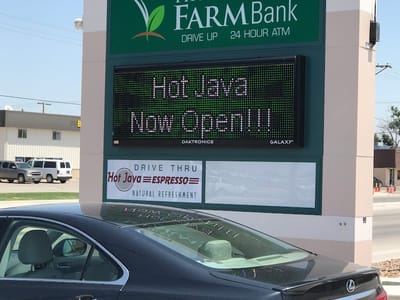 FARM Bank
DRIVE UP 24 HOUR ATM
Hot Java
Now Open!!!
DAKTRONICS GALAXY
DRIVE THRU
Hot Java ESPRESSO
NATURAL REFRESHMENT